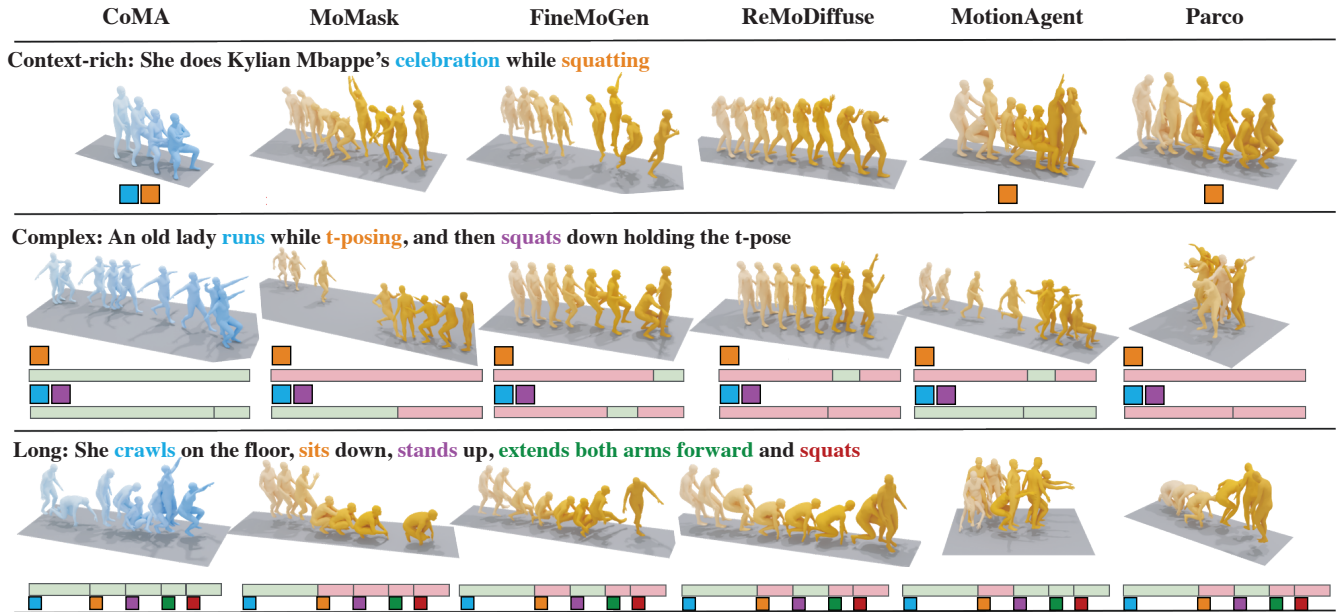 CoMA MoMask FineMoGen ReMoDiffuse MotionAgent Parco
Context-rich: She does Kylian Mbappe's celebration while squatting
Complex: An old lady runs while t-posing, and then squats down holding the t-pose
Long: She crawls on the floor, sits down, stands up, extends both arms forward and squats